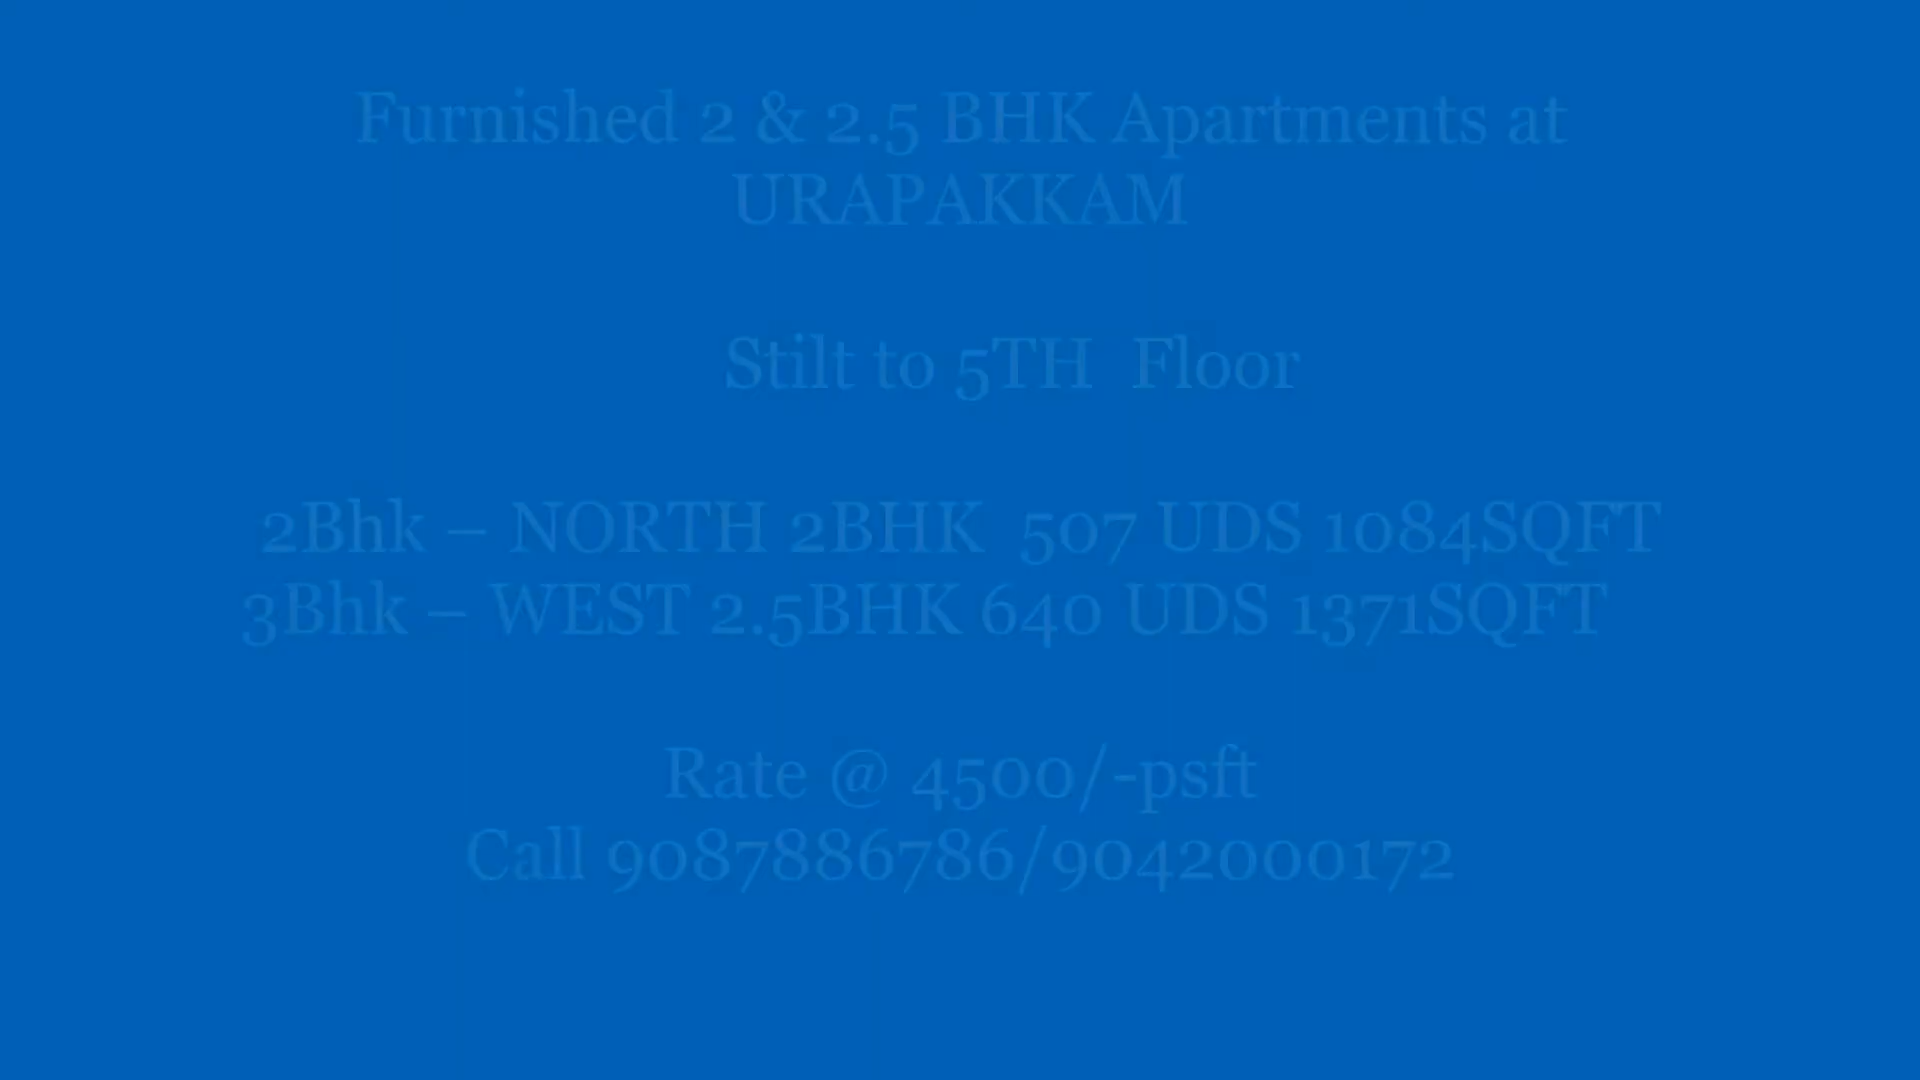 Furnished 2 & 2.5 BHK Apartments at
URAPAKKAM
Stilt to 5TH Floor
2Bhk – NORTH 2BHK 507 UDS 1084SQFT
3Bhk – WEST 2.5BHK 640 UDS 1371SQFT
Rate @ 4500/-psft
Call 9087886786/9042000172